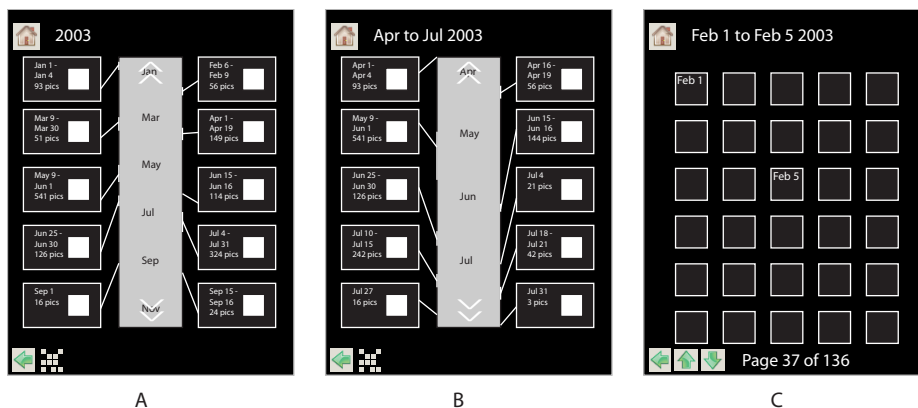 2003
Jan 1 -
Jan 4
93 pics
Mar 9 -
Mar 30
51 pics
May 9 -
Jun 1
541 pics
Jun 25 -
Jun 30
126 pics
Sep 1
16 pics
Jan
Mar
May
Jul
Sep
Nov
Feb 6 -
Feb 9
56 pics
Apr 1 -
Apr 19
149 pics
Jun 15 -
Jun 16
114 pics
Jul 4 -
Jul 31
324 pics
Sep 15 -
Sep 16
24 pics
A
Apr to Jul 2003
Apr 1-
Apr 4
93 pics
May 9 -
Jun 1
541 pics
Jun 25 -
Jun 30
126 pics
Jul 10 -
Jul 15
242 pics
Jul 27
16 pics
Apr
May
Jun
Jul
Apr 16 -
Apr 19
56 pics
Jun 15 -
Jun 16
144 pics
Jul 4
21 pics
Jul 18 -
Jul 21
42 pics
Jul 31
3 pics
B
Feb 1 to Feb 5 2003
Feb 1
Feb 5
Page 37 of 136
C